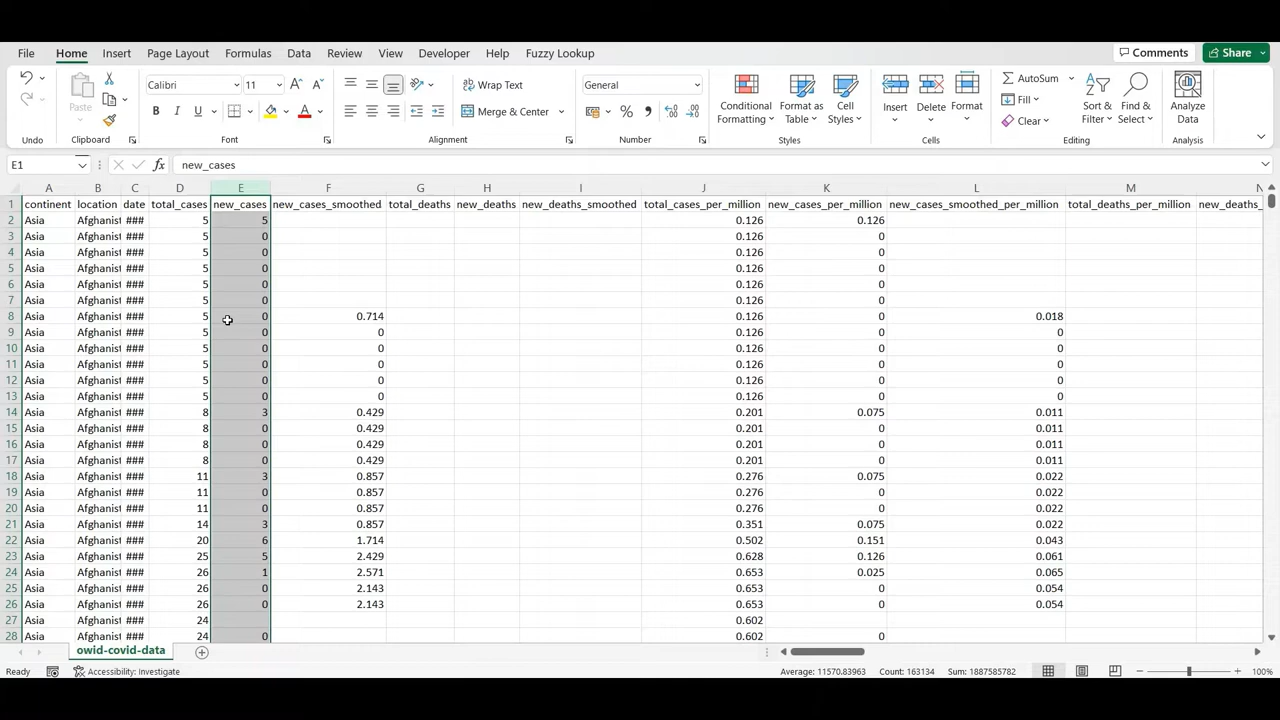 File Home Insert Page Layout Formulas Data Review View Developer Help Fuzzy Lookup Comments Share
Calibri 11 Wrap Text General AutoSum
Paste Merge & Center Conditional Formatting Format as Table Cell Styles Insert Delete Format Fill Clear Sort & Filter Find & Select Analyze Data
Undo Clipboard Font Alignment Number Styles Cells Editing Analysis
E1 fx new_cases
A B C D E F G H I J K L M N
1 continent location date total_cases new_cases new_cases_smoothed total_deaths new_deaths new_deaths_smoothed total_cases_per_million new_cases_per_million new_cases_smoothed_per_million total_deaths_per_million new_deaths_
2 Asia Afghanist ### 5 5 0.126 0.126
3 Asia Afghanist ### 5 0 0.126 0
4 Asia Afghanist ### 5 0 0.126 0
5 Asia Afghanist ### 5 0 0.126 0
6 Asia Afghanist ### 5 0 0.126 0
7 Asia Afghanist ### 5 0 0.126 0
8 Asia Afghanist ### 5 0 0.714 0.126 0 0.018
9 Asia Afghanist ### 5 0 0 0.126 0 0
10 Asia Afghanist ### 5 0 0 0.126 0 0
11 Asia Afghanist ### 5 0 0 0.126 0 0
12 Asia Afghanist ### 5 0 0 0.126 0 0
13 Asia Afghanist ### 5 0 0 0.126 0 0
14 Asia Afghanist ### 8 3 0.429 0.201 0.075 0.011
15 Asia Afghanist ### 8 0 0.429 0.201 0 0.011
16 Asia Afghanist ### 8 0 0.429 0.201 0 0.011
17 Asia Afghanist ### 8 0 0.429 0.201 0 0.011
18 Asia Afghanist ### 11 3 0.857 0.276 0.075 0.022
19 Asia Afghanist ### 11 0 0.857 0.276 0 0.022
20 Asia Afghanist ### 11 0 0.857 0.276 0 0.022
21 Asia Afghanist ### 14 3 0.857 0.351 0.075 0.022
22 Asia Afghanist ### 20 6 1.714 0.502 0.151 0.043
23 Asia Afghanist ### 25 5 2.429 0.628 0.126 0.061
24 Asia Afghanist ### 26 1 2.571 0.653 0.025 0.065
25 Asia Afghanist ### 26 0 2.143 0.653 0 0.054
26 Asia Afghanist ### 26 0 2.143 0.653 0 0.054
27 Asia Afghanist ### 24 0.602
28 Asia Afghanist ### 24 0 0.602 0
owid-covid-data
Ready Accessibility: Investigate Average: 11570.83963 Count: 163134 Sum: 1887585782 100%